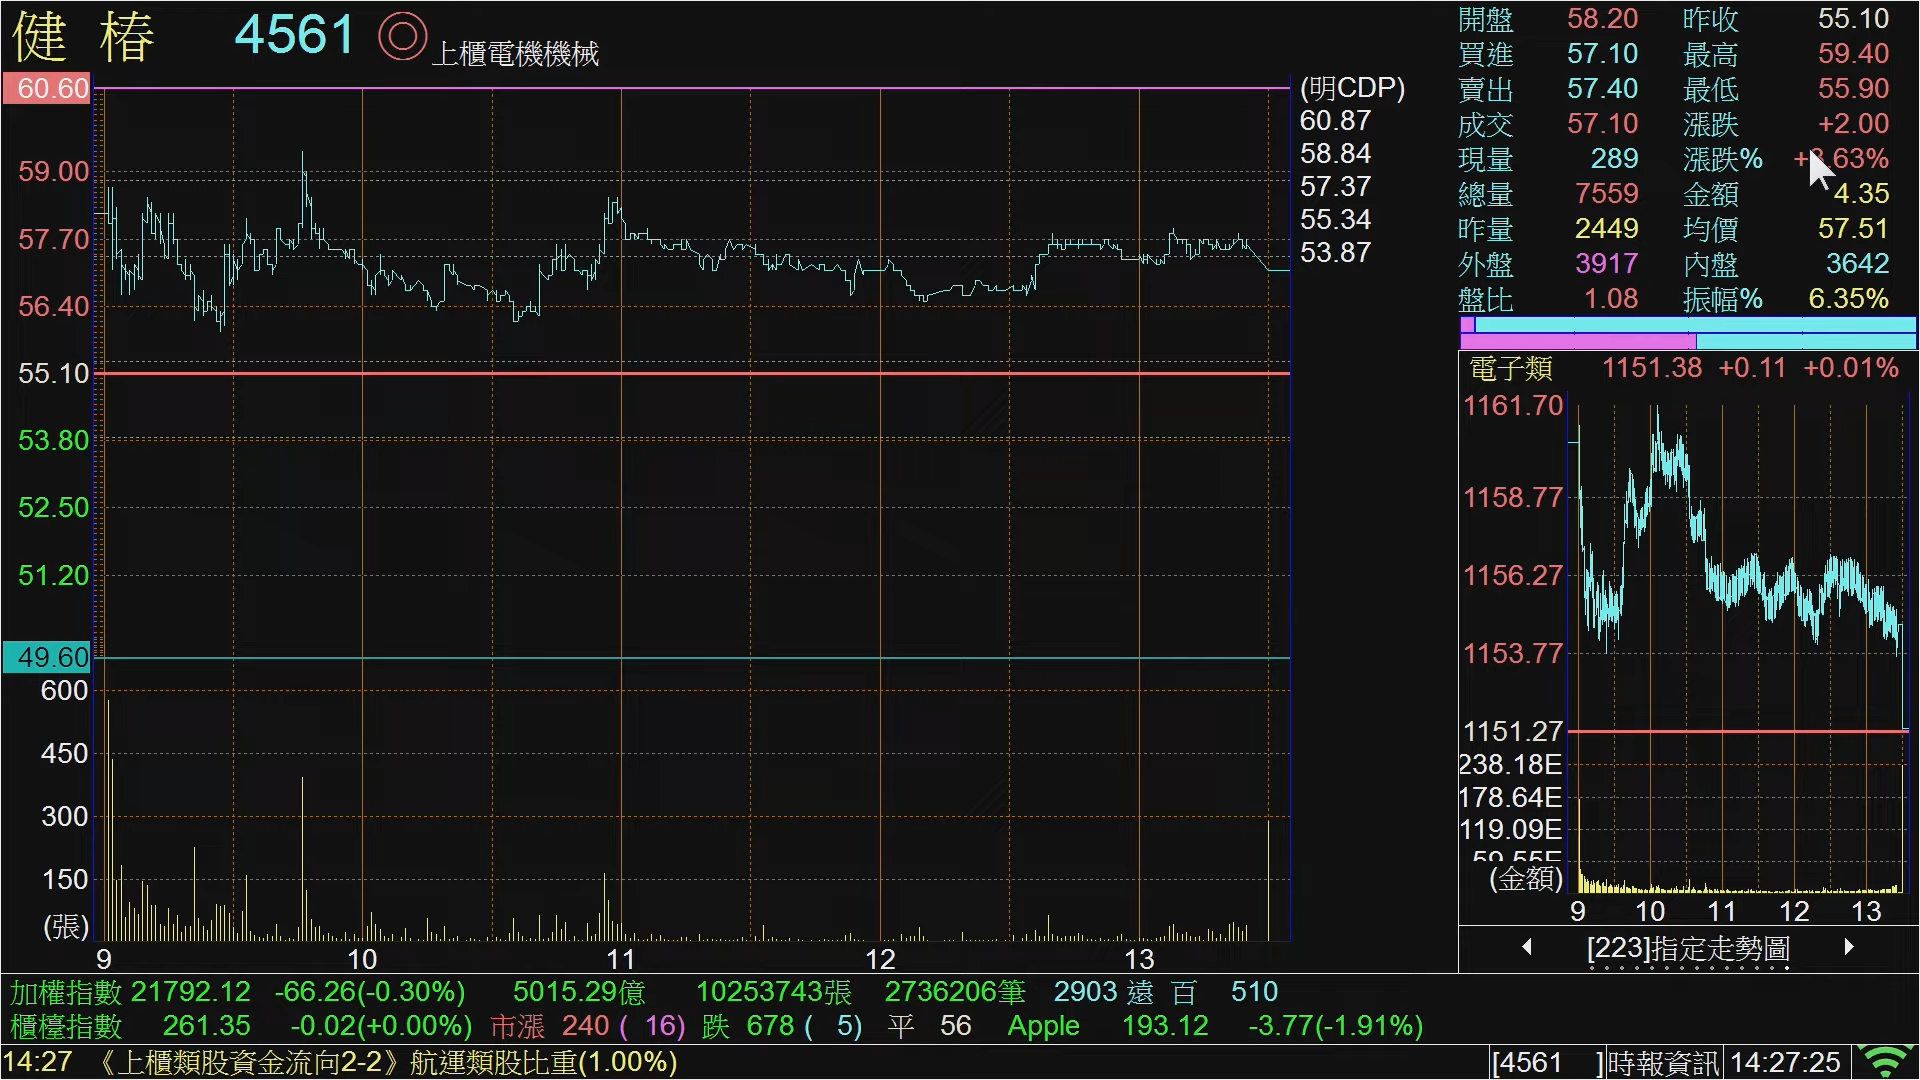 健 椿 4561 上櫃電機機械
60.60
59.00
57.70
56.40
55.10
53.80
52.50
51.20
49.60
600
450
300
150
(張)
9 10 11 12 13
(明CDP)
60.87
58.84
57.37
55.34
53.87
開盤 58.20 昨收 55.10
買進 57.10 最高 59.40
賣出 57.40 最低 55.90
成交 57.10 漲跌 +2.00
現量 289 漲跌% .63%
總量 7559 金額 4.35
昨量 2449 均價 57.51
外盤 3917 內盤 3642
盤比 1.08 振幅% 6.35%
電子類 1151.38 +0.11 +0.01%
1161.70
1158.77
1156.27
1153.77
1151.27
238.18E
178.64E
119.09E
59.55E
(金額)
9 10 11 12 13
[223]指定走勢圖
加權指數 21792.12 -66.26(-0.30%) 5015.29億 10253743張 2736206筆 2903 遠 百 510
櫃檯指數 261.35 -0.02(+0.00%) 市漲 240 ( 16) 跌 678 ( 5) 平 56 Apple 193.12 -3.77(-1.91%)
14:27 《上櫃類股資金流向2-2》航運類股比重(1.00%) [4561 ]時報資訊 14:27:25